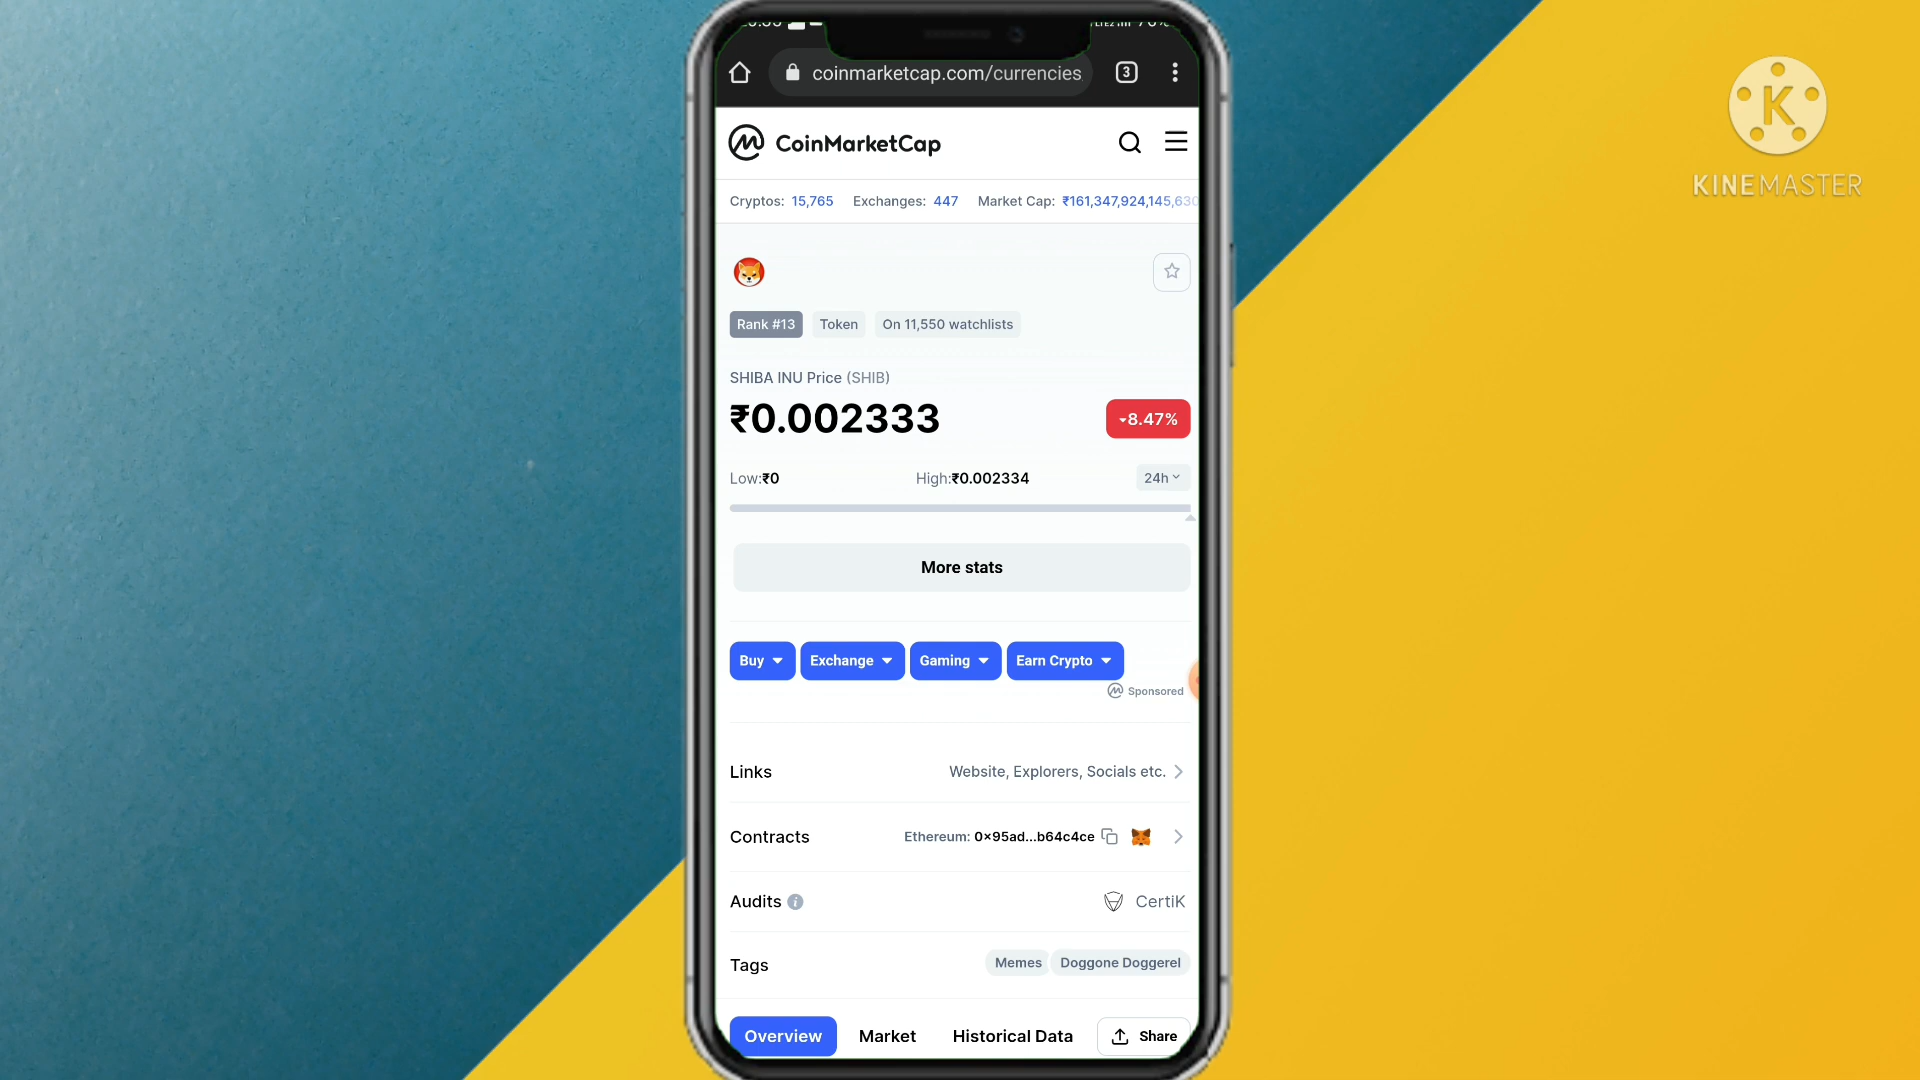 coinmarketcap.com/currencies
3
CoinMarketCap
Cryptos: 15,765 Exchanges: 447 Market Cap: ₹161,347,924,145,630
Rank #13 Token On 11,550 watchlists
SHIBA INU Price (SHIB)
₹0.002333
8.47%
Low:₹0 High:₹0.002334 24h
More stats
Buy Exchange Gaming Earn Crypto
Sponsored
Links Website, Explorers, Socials etc.
Contracts Ethereum: 0x95ad...b64c4ce
Audits CertiK
Tags Memes Doggone Doggerel
Overview Market Historical Data Share
K
KINEMASTER